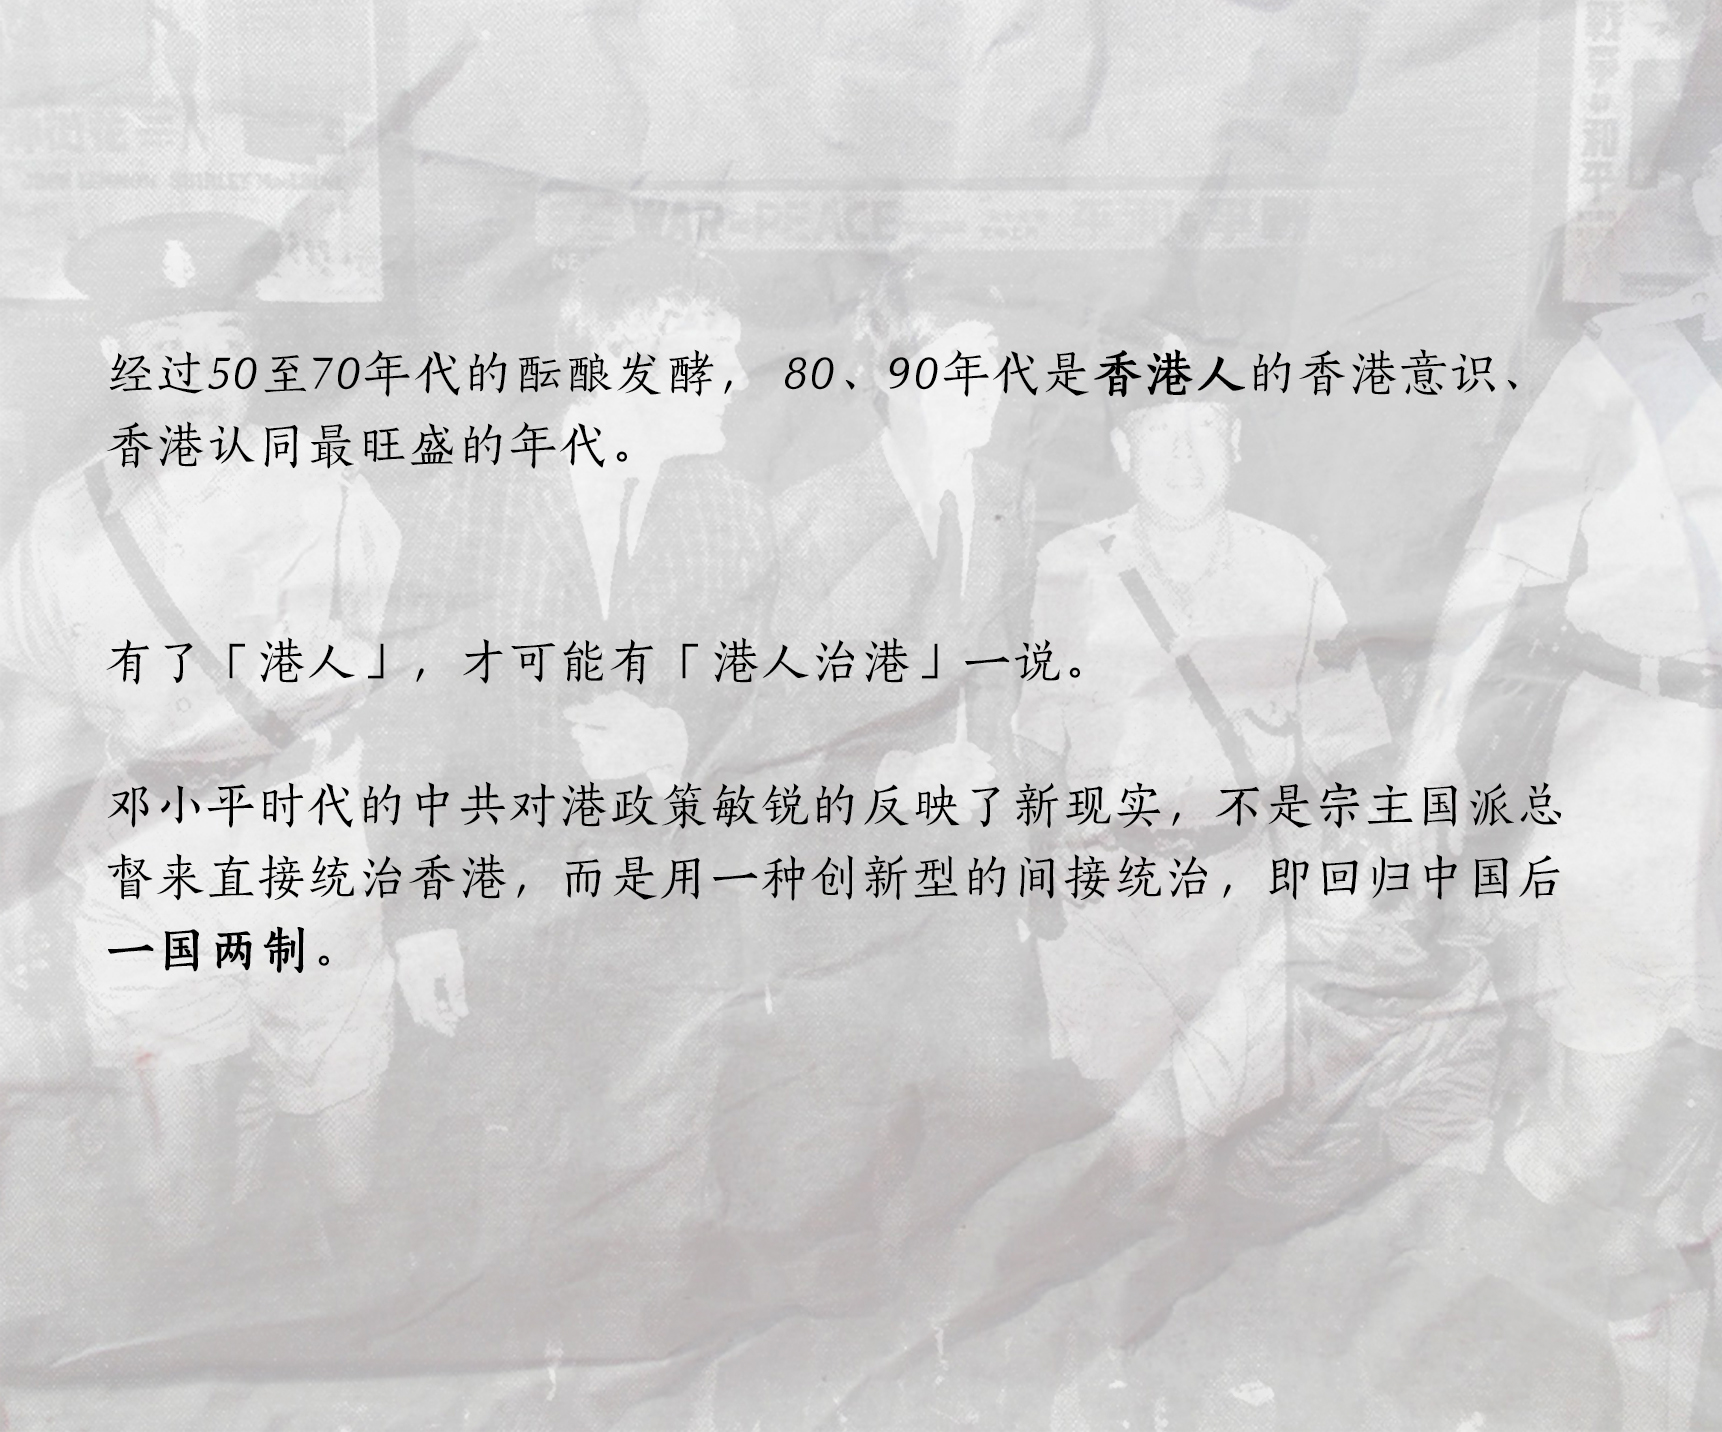 WAR PEACE
和平
经过50至70年代的酝酿发酵， 80、90年代是香港人的香港意识、
香港认同最旺盛的年代。
有了「港人」，才可能有「港人治港」一说。
邓小平时代的中共对港政策敏锐的反映了新现实，不是宗主国派总
督来直接统治香港，而是用一种创新型的间接统治，即回归中国后
一国两制。